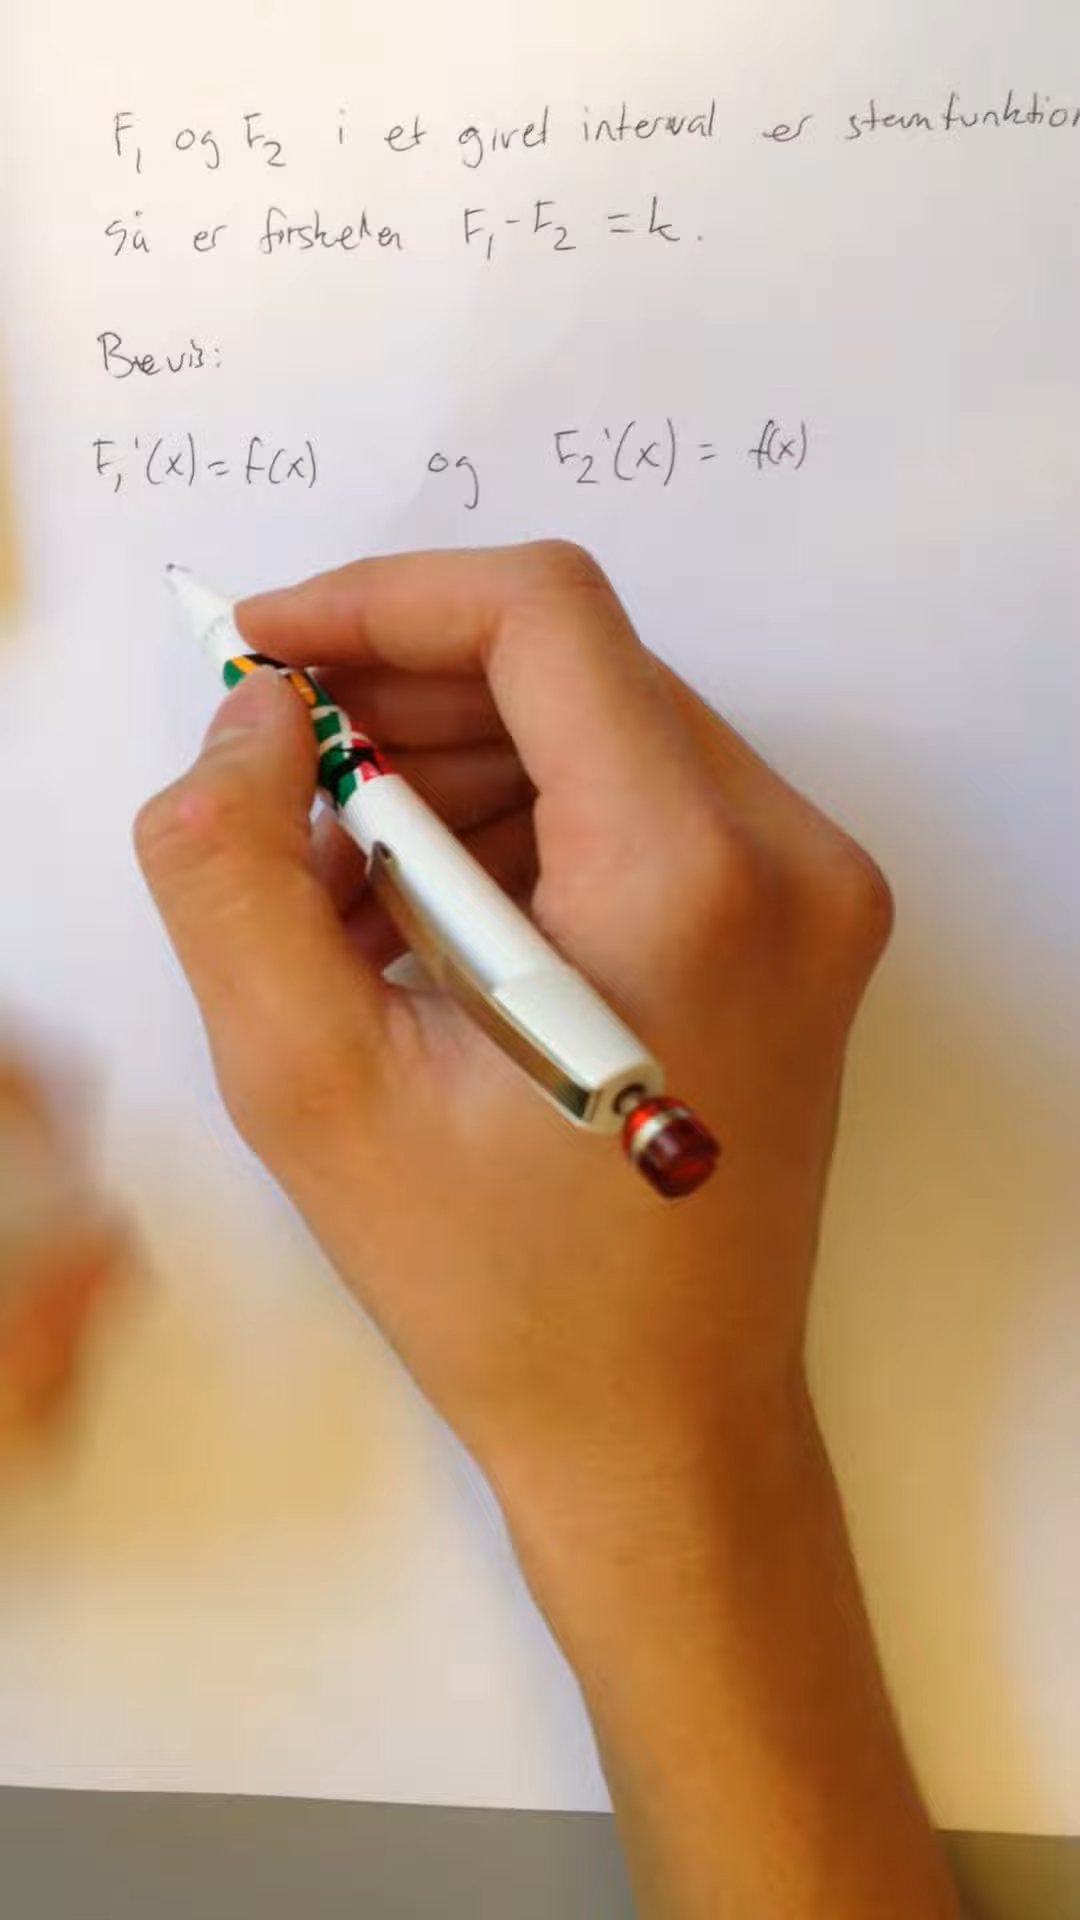 F₁ og F₂ i et givet interval er stamfunktion
så er forskellen F₁-F₂ = k.
Bevis:
F₁'(x) = f(x) og F₂'(x) = f(x)